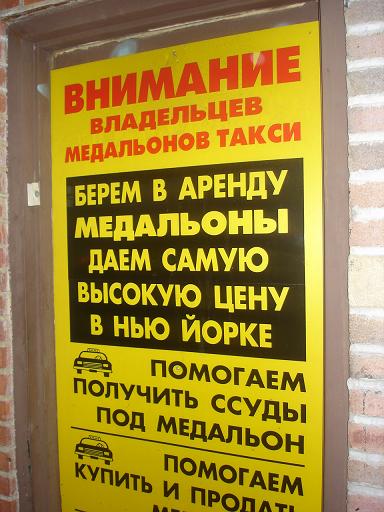 ВНИМАНИЕ
ВЛАДЕЛЬЦЕВ
МЕДАЛЬОНОВ ТАКСИ
БЕРЕМ В АРЕНДУ
МЕДАЛЬОНЫ
ДАЕМ САМУЮ
ВЫСОКУЮ ЦЕНУ
В НЬЮ ЙОРКЕ
ПОМОГАЕМ
ПОЛУЧИТЬ ССУДЫ
ПОД МЕДАЛЬОН
ПОМОГАЕМ
КУПИТЬ И ПРОДАТЬ